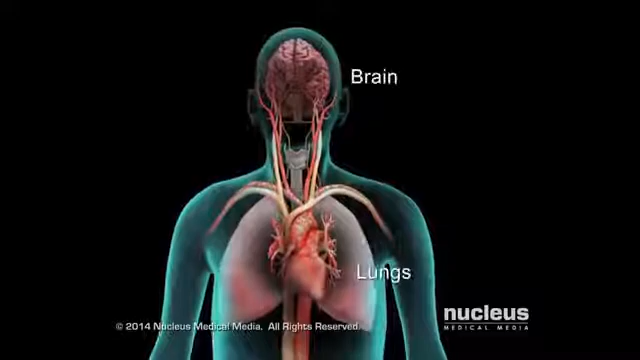 Brain
Lungs
nucleus
MEDICAL MEDIA
© 2014 Nucleus Medical Media. All Rights Reserved.